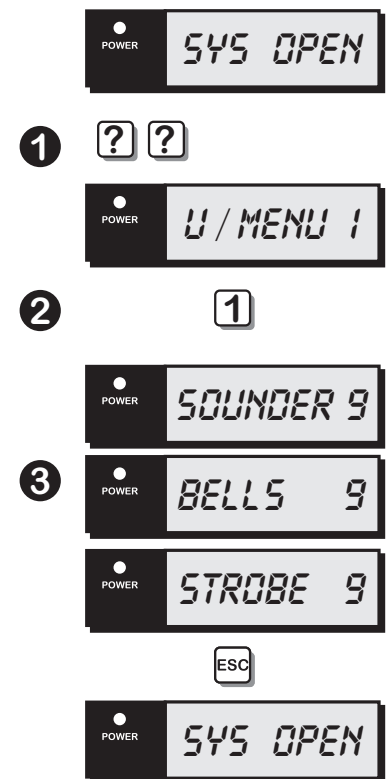 POWER SYS OPEN
1 ? ?
POWER U/MENU 1
2 1
POWER SOUNDER 9
3 POWER BELLS 9
POWER STROBE 9
ESC
POWER SYS OPEN